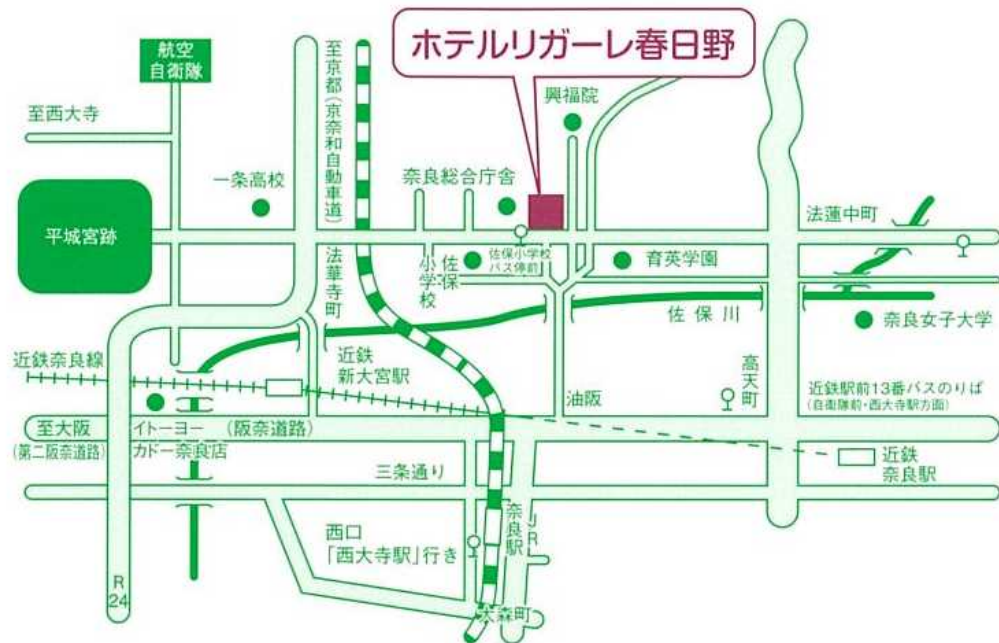 ホテルリガーレ春日野
航空
自衛隊
至京都(京奈和自動車道)
興福院
至西大寺
一条高校
奈良総合庁舎
平城宮跡
法蓮中町
法華寺町
佐保
小学校
佐保小学校
バス停前
育英学園
佐保川
奈良女子大学
近鉄奈良線
近鉄
新大宮駅
油阪
高天町
近鉄駅前13番バスのりば
(自衛隊前・西大寺駅方面)
至大阪
(第二阪奈道路)
イトーヨー
カドー奈良店
(阪奈道路)
三条通り
近鉄
奈良駅
西口
「西大寺駅」行き
JR
奈良駅
R
24
大森町